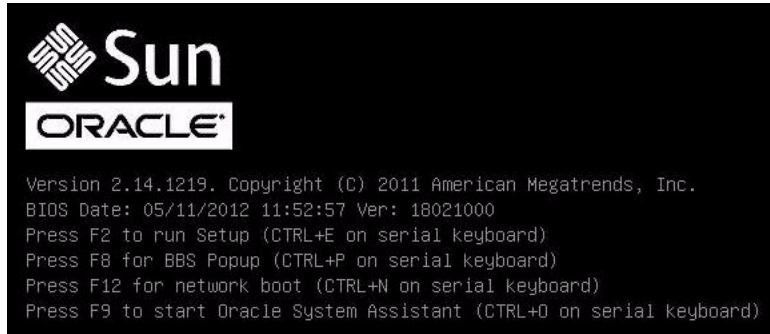 Sun
ORACLE
Version 2.14.1219. Copyright (C) 2011 American Megatrends, Inc.
BIOS Date: 05/11/2012 11:52:57 Ver: 18021000
Press F2 to run Setup (CTRL+E on serial keyboard)
Press F8 for BBS Popup (CTRL+P on serial keyboard)
Press F12 for network boot (CTRL+N on serial keyboard)
Press F9 to start Oracle System Assistant (CTRL+O on serial keyboard)